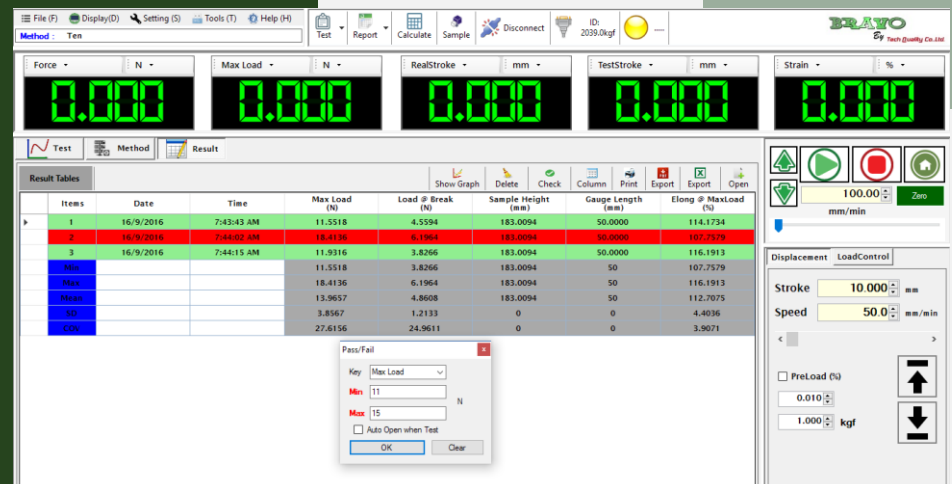 File (F) Display(D) Setting (S) Tools (T) Help (H)
Method : Ten
Test Report Calculate Sample Disconnect ID: 2039.0kgf ---
BRAVO
By Tech Quality Co.Ltd.
Force N Max Load N RealStroke mm TestStroke mm Strain %
0.000 0.000 0.000 0.000 0.000
Test Method Result
Result Tables
Show Graph Delete Check Column Print Export Export Open
Items Date Time Max Load (N) Load @ Break (N) Sample Height (mm) Gauge Length (mm) Elong @ MaxLoad (%)
1 16/9/2016 7:43:43 AM 11.5518 4.5594 183.0094 50.0000 114.1734
2 16/9/2016 7:44:02 AM 18.4136 6.1964 183.0094 50.0000 107.7579
3 16/9/2016 7:44:15 AM 11.9316 3.8266 183.0094 50.0000 116.1913
Min 11.5518 3.8266 183.0094 50 107.7579
Max 18.4136 6.1964 183.0094 50 116.1913
Mean 13.9657 4.8608 183.0094 50 112.7075
SD 3.8567 1.2133 0 0 4.4036
COV 27.6156 24.9611 0 0 3.9071
Pass/Fail
Key Max Load
Min 11
N
Max 15
Auto Open when Test
OK Clear
100.00 Zero
mm/min
Displacement LoadControl
Stroke 10.000 mm
Speed 50.0 mm/min
PreLoad (%)
0.010
1.000 kgf